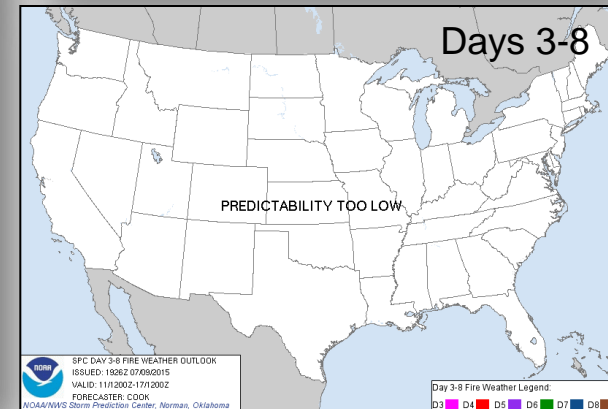 Days 3-8
PREDICTABILITY TOO LOW
NOAA
SPC DAY 3-8 FIRE WEATHER OUTLOOK
ISSUED: 1926Z 07/09/2015
VALID: 11/1200Z-17/1200Z
FORECASTER: COOK
NOAA/NWS Storm Prediction Center, Norman, Oklahoma
Day 3-8 Fire Weather Legend:
D3 D4 D5 D6 D7 D8